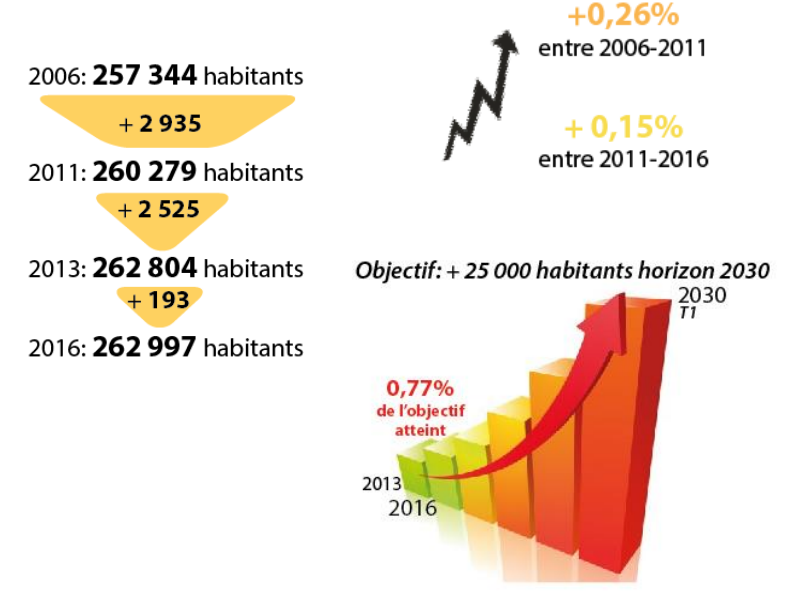 2006: 257 344 habitants
+ 2 935
2011: 260 279 habitants
+ 2 525
2013: 262 804 habitants
+ 193
2016: 262 997 habitants
+0,26%
entre 2006-2011
+ 0,15%
entre 2011-2016
Objectif: + 25 000 habitants horizon 2030
2030
T1
0,77%
de l'objectif
atteint
2013
2016